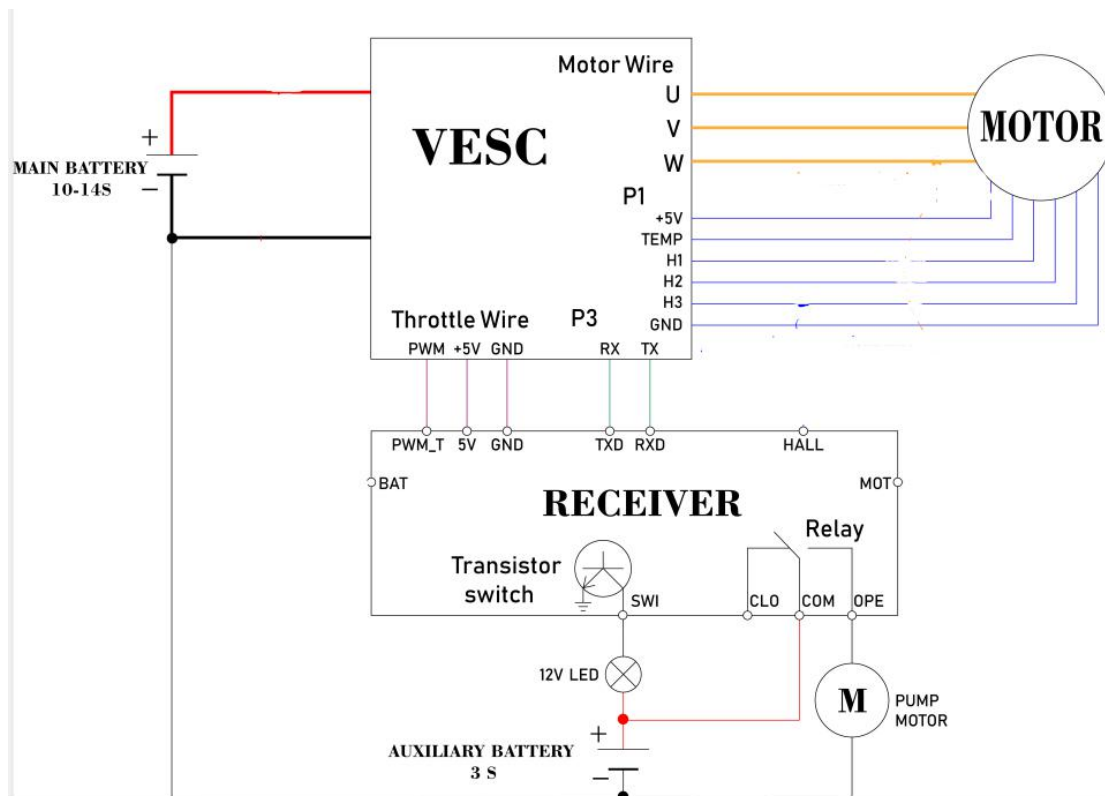 Motor Wire
U
V
W
VESC
MOTOR
+
MAIN BATTERY
10-14S
−
P1
+5V
TEMP
H1
H2
H3
GND
Throttle Wire
P3
PWM +5V GND RX TX
PWM_T 5V GND TXD RXD HALL
BAT
MOT
RECEIVER
Relay
Transistor
switch
SWI
CLO COM OPE
12V LED
M
PUMP
MOTOR
+
AUXILIARY BATTERY
3 S
−